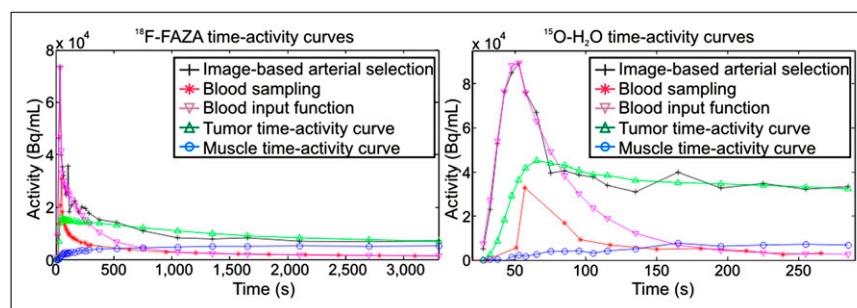 ¹⁸F-FAZA time-activity curves
8 x 10⁴
6
4
2
0
Activity (Bq/mL)
Image-based arterial selection
Blood sampling
Blood input function
Tumor time-activity curve
Muscle time-activity curve
0 500 1,000 1,500 2,000 2,500 3,000
Time (s)
¹⁵O-H₂O time-activity curves
x 10⁴
8
6
4
2
0
Activity (Bq/mL)
Image-based arterial selection
Blood sampling
Blood input function
Tumor time-activity curve
Muscle time-activity curve
50 100 150 200 250
Time (s)